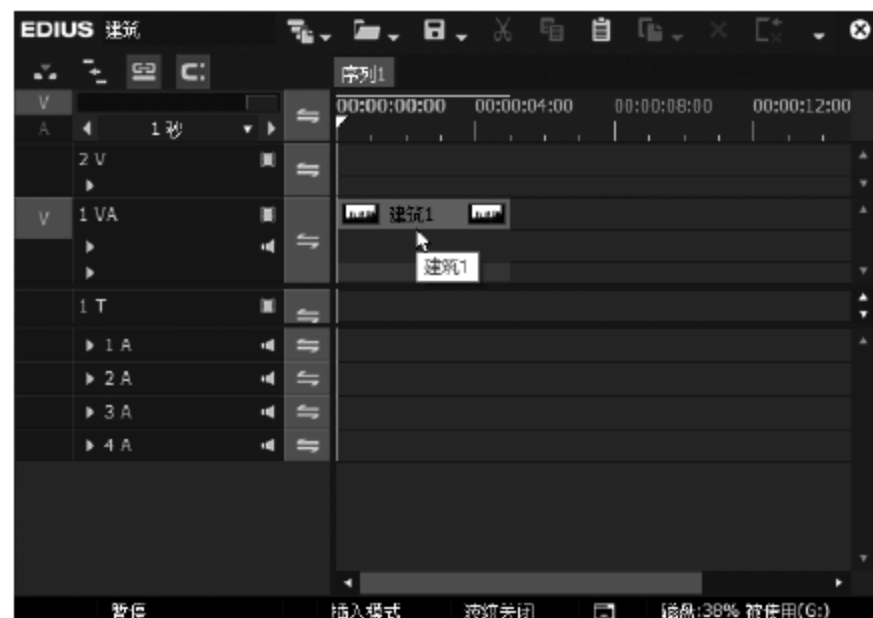 EDIUS 建筑
序列1
V
A
1 秒
00:00:00:00 00:00:04:00 00:00:08:00 00:00:12:00
2 V
V
1 VA
建筑1
建筑1
1 T
1 A
2 A
3 A
4 A
暂停 插入模式 波纹关闭 磁盘:38% 被使用(G:)